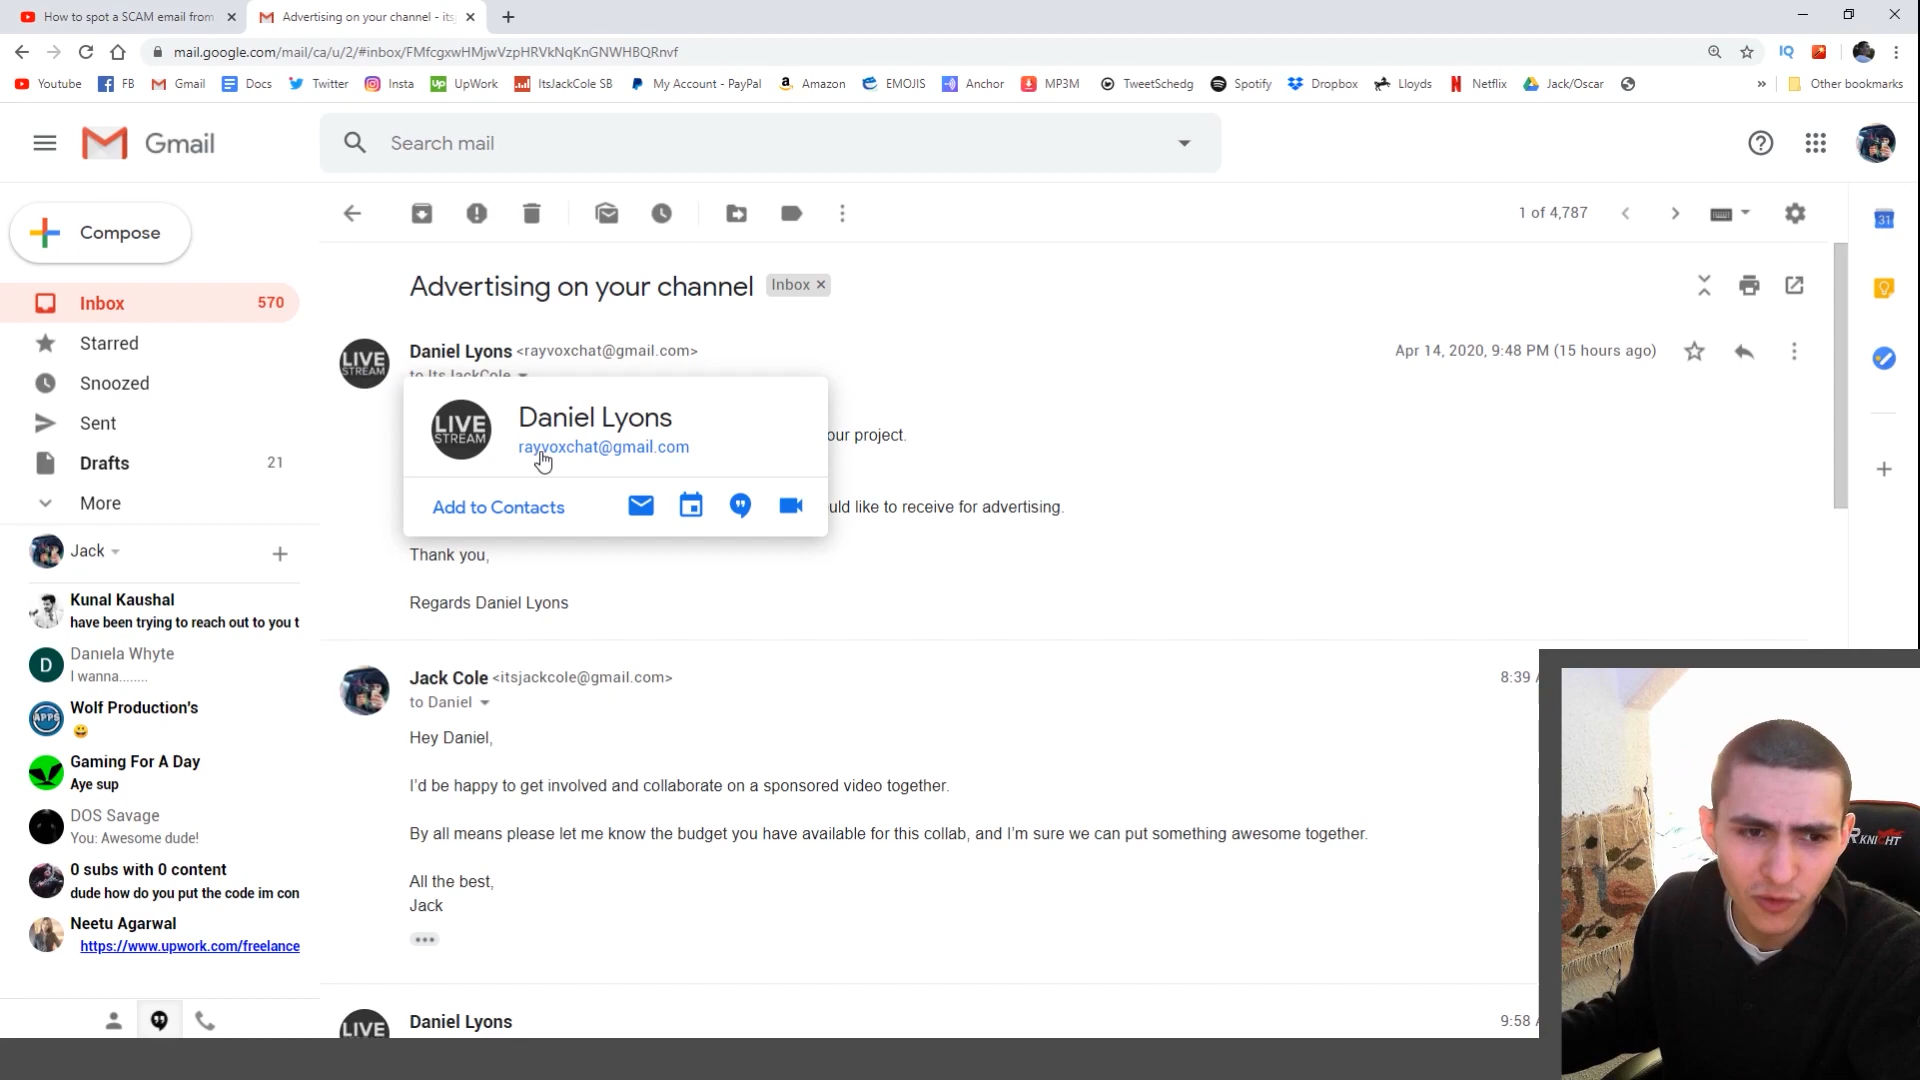 How to spot a SCAM email from
Advertising on your channel - its
mail.google.com/mail/ca/u/2/#inbox/FMfcgxwHMjwVzpHRVkNqKnGNWHBQRnvf
Youtube FB Gmail Docs Twitter Insta UpWork ItsJackCole SB My Account - PayPal Amazon EMOJIS Anchor MP3M TweetSchedg Spotify Dropbox Lloyds Netflix Jack/Oscar » Other bookmarks
Gmail
Search mail
Compose
1 of 4,787
31
Inbox 570
Starred
Snoozed
Sent
Drafts 21
More
Jack
Kunal Kaushal
have been trying to reach out to you t
D
Daniela Whyte
I wanna........
APPS
Wolf Production's
😃
Gaming For A Day
Aye sup
DOS Savage
You: Awesome dude!
0 subs with 0 content
dude how do you put the code im con
Neetu Agarwal
https://www.upwork.com/freelance
Advertising on your channel Inbox ×
LIVE
STREAM
Daniel Lyons <rayvoxchat@gmail.com> Apr 14, 2020, 9:48 PM (15 hours ago)
to Its JackCole
LIVE
STREAM
Daniel Lyons
rayvoxchat@gmail.com
our project.
Add to Contacts
uld like to receive for advertising.
Thank you,
Regards Daniel Lyons
Jack Cole <itsjackcole@gmail.com> 8:39
to Daniel
Hey Daniel,
I'd be happy to get involved and collaborate on a sponsored video together.
By all means please let me know the budget you have available for this collab, and I'm sure we can put something awesome together.
All the best,
Jack
LIVE
Daniel Lyons 9:58
KNIGHT